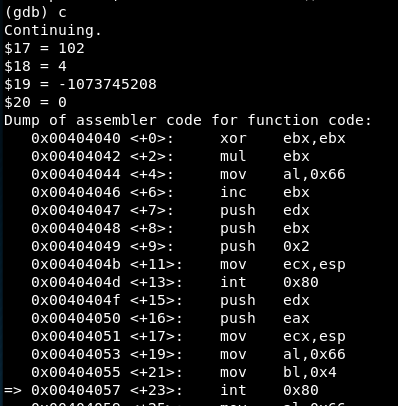 (gdb) c
Continuing.
$17 = 102
$18 = 4
$19 = -1073745208
$20 = 0
Dump of assembler code for function code:
   0x00404040 <+0>:     xor    ebx,ebx
   0x00404042 <+2>:     mul    ebx
   0x00404044 <+4>:     mov    al,0x66
   0x00404046 <+6>:     inc    ebx
   0x00404047 <+7>:     push   edx
   0x00404048 <+8>:     push   ebx
   0x00404049 <+9>:     push   0x2
   0x0040404b <+11>:    mov    ecx,esp
   0x0040404d <+13>:    int    0x80
   0x0040404f <+15>:    push   edx
   0x00404050 <+16>:    push   eax
   0x00404051 <+17>:    mov    ecx,esp
   0x00404053 <+19>:    mov    al,0x66
   0x00404055 <+21>:    mov    bl,0x4
=> 0x00404057 <+23>:    int    0x80